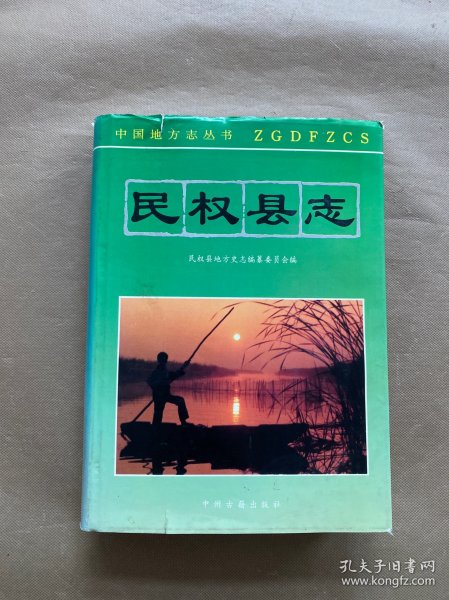 中国地方志丛书 ZGDFZCS
民权县志
民权县地方史志编纂委员会编
中州古籍出版社
孔夫子旧书网
www.kongfz.com